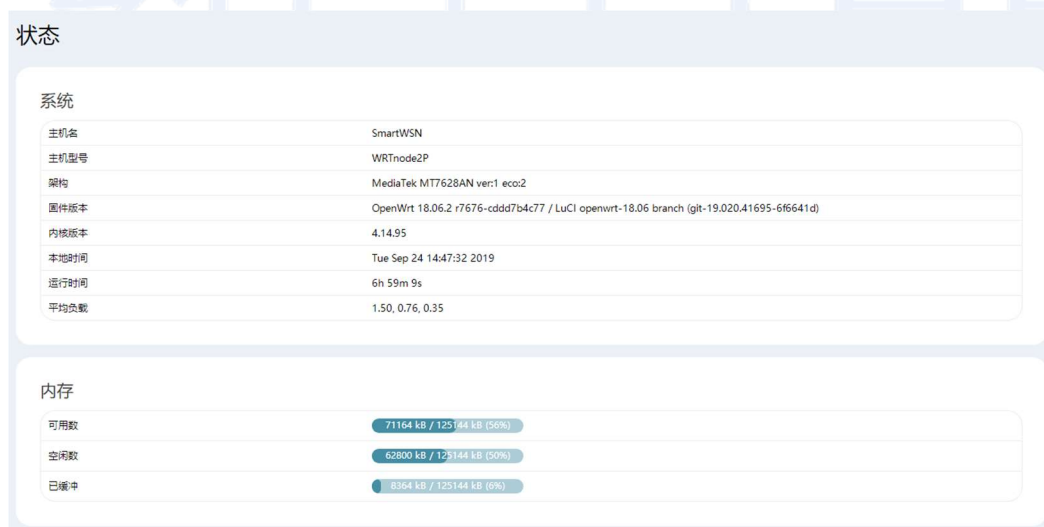 状态
系统
主机名 SmartWSN
主机型号 WRTnode2P
架构 MediaTek MT7628AN ver:1 eco:2
固件版本 OpenWrt 18.06.2 r7676-cddd7b4c77 / LuCI openwrt-18.06 branch (git-19.020.41695-6f6641d)
内核版本 4.14.95
本地时间 Tue Sep 24 14:47:32 2019
运行时间 6h 59m 9s
平均负载 1.50, 0.76, 0.35
内存
可用数 71164 kB / 125144 kB (56%)
空闲数 62800 kB / 125144 kB (50%)
已缓冲 8364 kB / 125144 kB (6%)